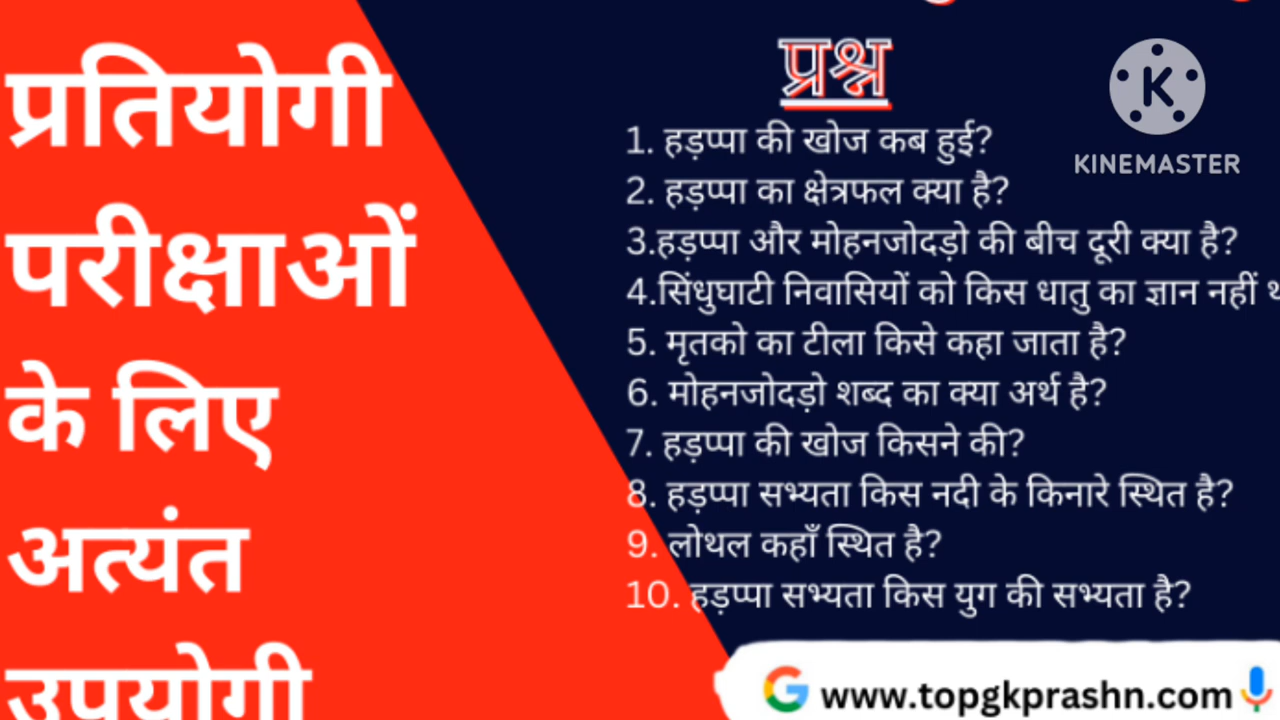 प्रतियोगी
परीक्षाओं
के लिए
अत्यंत
उपयोगी
प्रश्न
1. हड़प्पा की खोज कब हुई?
2. हड़प्पा का क्षेत्रफल क्या है?
3.हड़प्पा और मोहनजोदड़ो की बीच दूरी क्या है?
4.सिंधुघाटी निवासियों को किस धातु का ज्ञान नहीं
5. मृतको का टीला किसे कहा जाता है?
6. मोहनजोदड़ो शब्द का क्या अर्थ है?
7. हड़प्पा की खोज किसने की?
8. हड़प्पा सभ्यता किस नदी के किनारे स्थित है?
9. लोथल कहाँ स्थित है?
10. हड़प्पा सभ्यता किस युग की सभ्यता है?
K
KINEMASTER
G www.topgkprashn.com